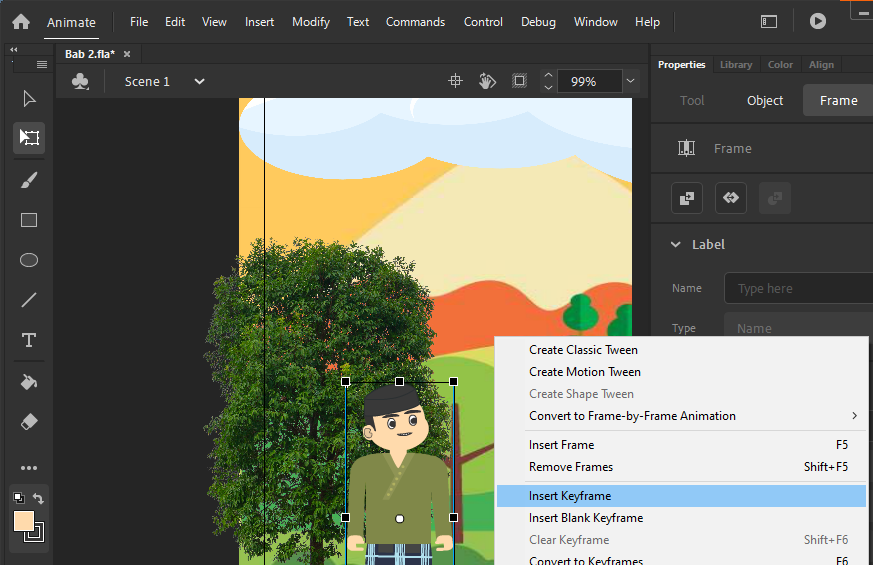 Animate File Edit View Insert Modify Text Commands Control Debug Window Help
Bab 2.fla*
Scene 1 99%
Properties Library Color Align
Tool Object Frame
Frame
Label
Name Type here
Type Name
Create Classic Tween
Create Motion Tween
Create Shape Tween
Convert to Frame-by-Frame Animation
Insert Frame F5
Remove Frames Shift+F5
Insert Keyframe
Insert Blank Keyframe
Clear Keyframe Shift+F6
Convert to Keyframes F6